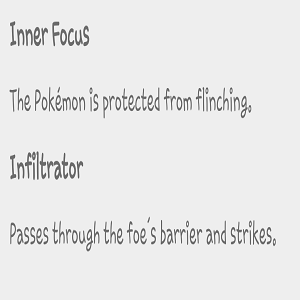 Inner Focus
The Pokémon is protected from flinching.
Infiltrator
Passes through the foe´s barrier and strikes.